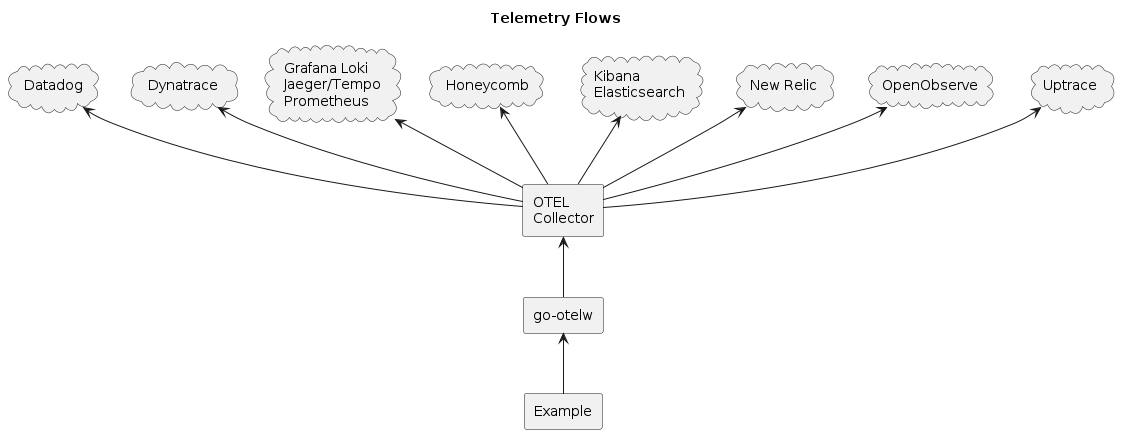 Telemetry Flows
Datadog
Dynatrace
Grafana Loki
Jaeger/Tempo
Prometheus
Honeycomb
Kibana
Elasticsearch
New Relic
OpenObserve
Uptrace
OTEL
Collector
go-otelw
Example